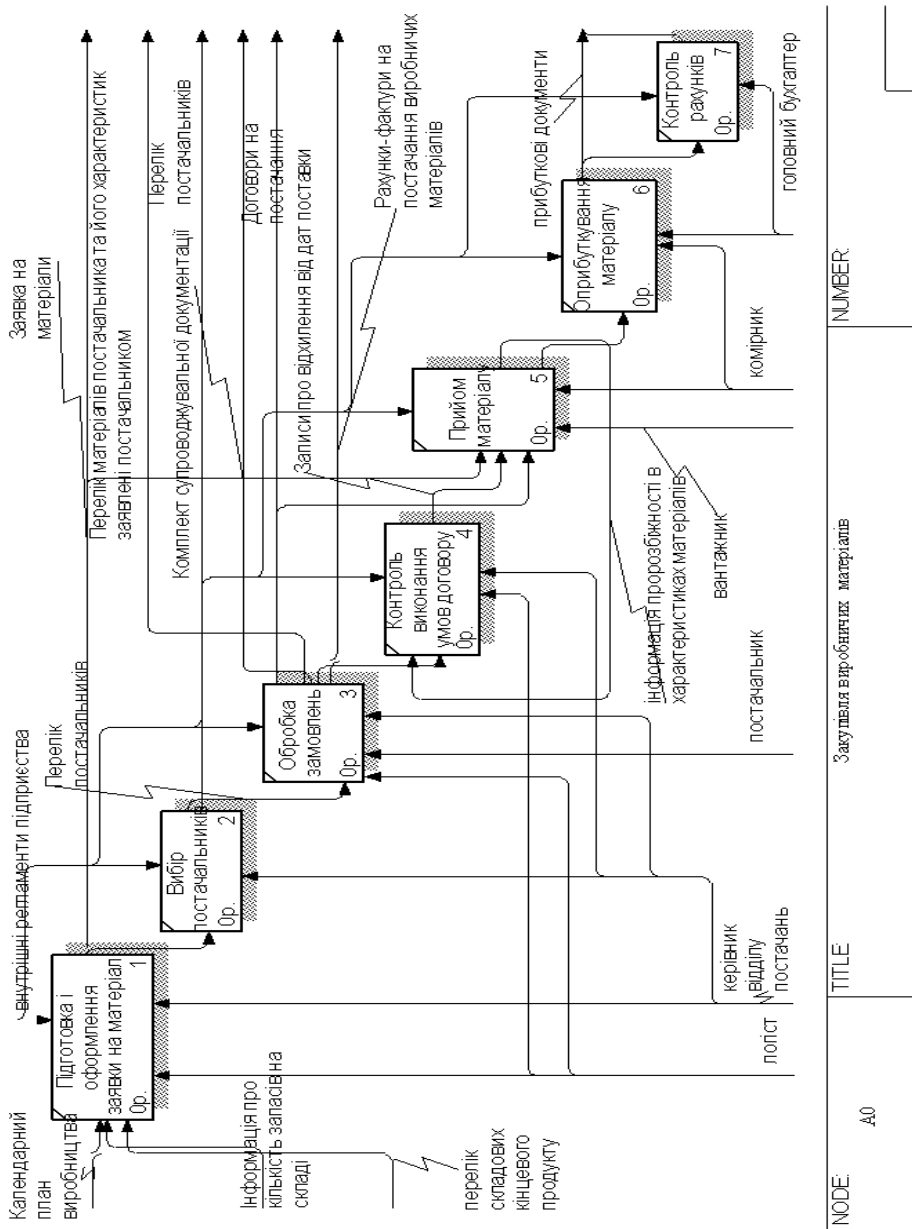 Календарний
план
виробництва
Інформація про
кількість запасів на
складі
перелік
складових
кінцевого
продукту
внутрішні регламенти підприємства
Підготовка і
оформлення
заявки на матеріал
0р.
1
Вибір
постачальників
0р.
2
Перелік
постачальників
Обробка
замовлень
0р.
3
Контроль
виконання
умов договору
0р.
4
Прийом
матеріалу
0р.
5
Оприбуткування
матеріалу
0р.
6
Контроль
рахунків
0р.
7
Заявка на
матеріали
Перелік матеріалів постачальника та його характеристик
заявлені постачальником
Перелік
постачальників
Комплект супроводжувальної документації
Договори на
постачання
Записи про відхилення від дат поставки
Рахунки-фактури на
постачання виробничих
матеріалів
прибуткові документи
інформація пророзбіжності в
характеристиках матеріалів
логіст
керівник
відділу
постачань
постачальник
вантажник
комірник
головний бухгалтер
NODE:
A0
TITLE:
Закупівля виробничих матеріалів
NUMBER: